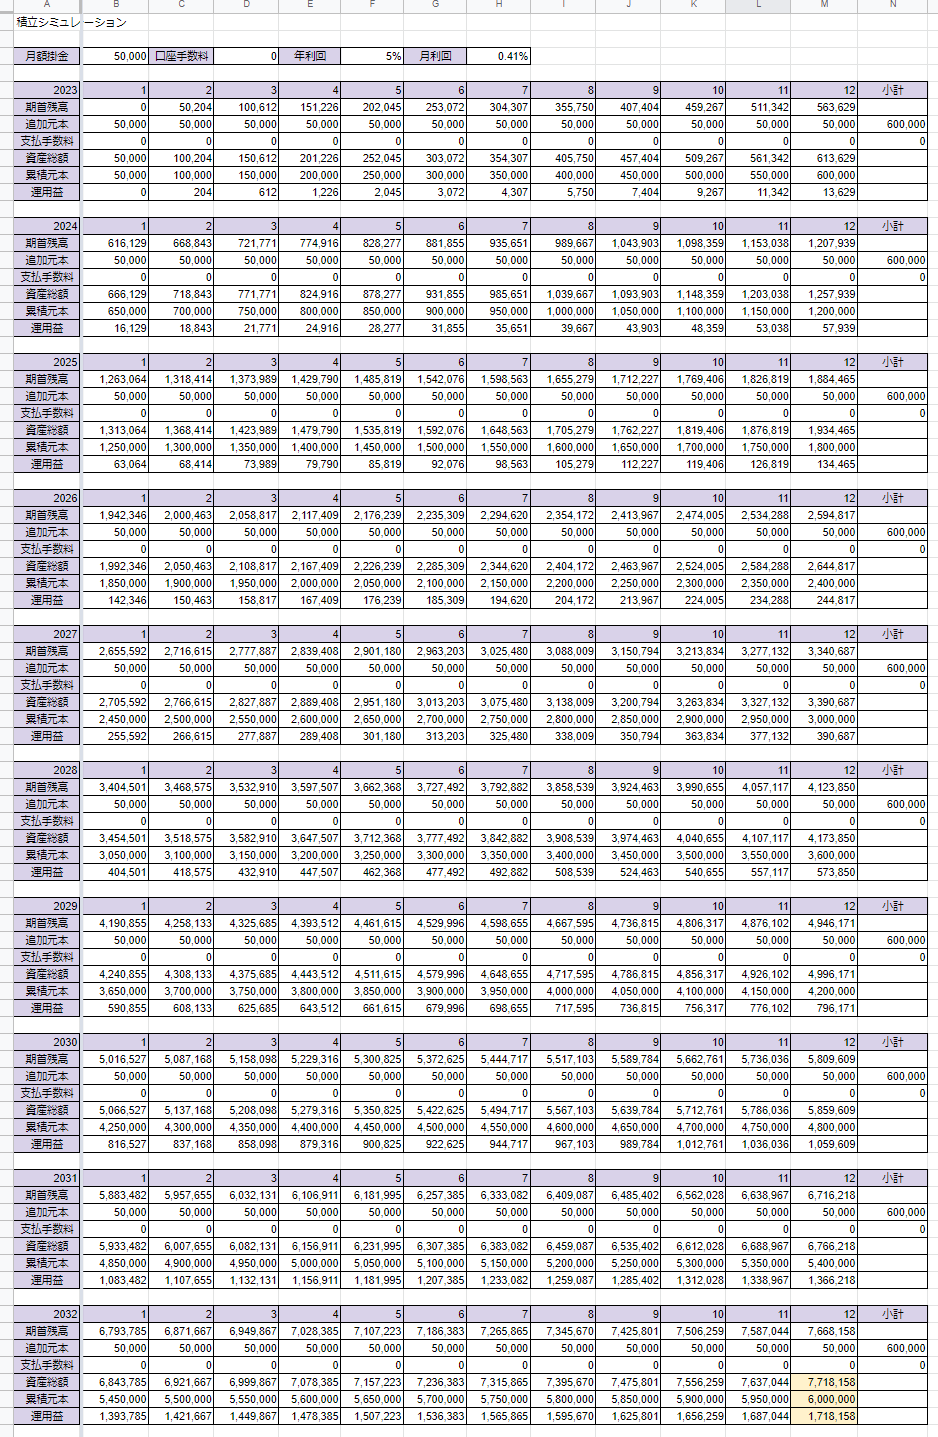 A B C D E F G H I J K L M N
積立シミュレーション
月額掛金 50,000 口座手数料 0 年利回 5% 月利回 0.41%
2023 1 2 3 4 5 6 7 8 9 10 11 12 小計
期首残高 0 50,204 100,612 151,226 202,045 253,072 304,307 355,750 407,404 459,267 511,342 563,629
追加元本 50,000 50,000 50,000 50,000 50,000 50,000 50,000 50,000 50,000 50,000 50,000 50,000 600,000
支払手数料 0 0 0 0 0 0 0 0 0 0 0 0 0
資産総額 50,000 100,204 150,612 201,226 252,045 303,072 354,307 405,750 457,404 509,267 561,342 613,629
累積元本 50,000 100,000 150,000 200,000 250,000 300,000 350,000 400,000 450,000 500,000 550,000 600,000
運用益 0 204 612 1,226 2,045 3,072 4,307 5,750 7,404 9,267 11,342 13,629
2024 1 2 3 4 5 6 7 8 9 10 11 12 小計
期首残高 616,129 668,843 721,771 774,916 828,277 881,855 935,651 989,667 1,043,903 1,098,359 1,153,038 1,207,939
追加元本 50,000 50,000 50,000 50,000 50,000 50,000 50,000 50,000 50,000 50,000 50,000 50,000 600,000
支払手数料 0 0 0 0 0 0 0 0 0 0 0 0 0
資産総額 666,129 718,843 771,771 824,916 878,277 931,855 985,651 1,039,667 1,093,903 1,148,359 1,203,038 1,257,939
累積元本 650,000 700,000 750,000 800,000 850,000 900,000 950,000 1,000,000 1,050,000 1,100,000 1,150,000 1,200,000
運用益 16,129 18,843 21,771 24,916 28,277 31,855 35,651 39,667 43,903 48,359 53,038 57,939
2025 1 2 3 4 5 6 7 8 9 10 11 12 小計
期首残高 1,263,064 1,318,414 1,373,989 1,429,790 1,485,819 1,542,076 1,598,563 1,655,279 1,712,227 1,769,406 1,826,819 1,884,465
追加元本 50,000 50,000 50,000 50,000 50,000 50,000 50,000 50,000 50,000 50,000 50,000 50,000 600,000
支払手数料 0 0 0 0 0 0 0 0 0 0 0 0 0
資産総額 1,313,064 1,368,414 1,423,989 1,479,790 1,535,819 1,592,076 1,648,563 1,705,279 1,762,227 1,819,406 1,876,819 1,934,465
累積元本 1,250,000 1,300,000 1,350,000 1,400,000 1,450,000 1,500,000 1,550,000 1,600,000 1,650,000 1,700,000 1,750,000 1,800,000
運用益 63,064 68,414 73,989 79,790 85,819 92,076 98,563 105,279 112,227 119,406 126,819 134,465
2026 1 2 3 4 5 6 7 8 9 10 11 12 小計
期首残高 1,942,346 2,000,463 2,058,817 2,117,409 2,176,239 2,235,309 2,294,620 2,354,172 2,413,967 2,474,005 2,534,288 2,594,817
追加元本 50,000 50,000 50,000 50,000 50,000 50,000 50,000 50,000 50,000 50,000 50,000 50,000 600,000
支払手数料 0 0 0 0 0 0 0 0 0 0 0 0 0
資産総額 1,992,346 2,050,463 2,108,817 2,167,409 2,226,239 2,285,309 2,344,620 2,404,172 2,463,967 2,524,005 2,584,288 2,644,817
累積元本 1,850,000 1,900,000 1,950,000 2,000,000 2,050,000 2,100,000 2,150,000 2,200,000 2,250,000 2,300,000 2,350,000 2,400,000
運用益 142,346 150,463 158,817 167,409 176,239 185,309 194,620 204,172 213,967 224,005 234,288 244,817
2027 1 2 3 4 5 6 7 8 9 10 11 12 小計
期首残高 2,655,592 2,716,615 2,777,887 2,839,408 2,901,180 2,963,203 3,025,480 3,088,009 3,150,794 3,213,834 3,277,132 3,340,687
追加元本 50,000 50,000 50,000 50,000 50,000 50,000 50,000 50,000 50,000 50,000 50,000 50,000 600,000
支払手数料 0 0 0 0 0 0 0 0 0 0 0 0 0
資産総額 2,705,592 2,766,615 2,827,887 2,889,408 2,951,180 3,013,203 3,075,480 3,138,009 3,200,794 3,263,834 3,327,132 3,390,687
累積元本 2,450,000 2,500,000 2,550,000 2,600,000 2,650,000 2,700,000 2,750,000 2,800,000 2,850,000 2,900,000 2,950,000 3,000,000
運用益 255,592 266,615 277,887 289,408 301,180 313,203 325,480 338,009 350,794 363,834 377,132 390,687
2028 1 2 3 4 5 6 7 8 9 10 11 12 小計
期首残高 3,404,501 3,468,575 3,532,910 3,597,507 3,662,368 3,727,492 3,792,882 3,858,539 3,924,463 3,990,655 4,057,117 4,123,850
追加元本 50,000 50,000 50,000 50,000 50,000 50,000 50,000 50,000 50,000 50,000 50,000 50,000 600,000
支払手数料 0 0 0 0 0 0 0 0 0 0 0 0 0
資産総額 3,454,501 3,518,575 3,582,910 3,647,507 3,712,368 3,777,492 3,842,882 3,908,539 3,974,463 4,040,655 4,107,117 4,173,850
累積元本 3,050,000 3,100,000 3,150,000 3,200,000 3,250,000 3,300,000 3,350,000 3,400,000 3,450,000 3,500,000 3,550,000 3,600,000
運用益 404,501 418,575 432,910 447,507 462,368 477,492 492,882 508,539 524,463 540,655 557,117 573,850
2029 1 2 3 4 5 6 7 8 9 10 11 12 小計
期首残高 4,190,855 4,258,133 4,325,685 4,393,512 4,461,615 4,529,996 4,598,655 4,667,595 4,736,815 4,806,317 4,876,102 4,946,171
追加元本 50,000 50,000 50,000 50,000 50,000 50,000 50,000 50,000 50,000 50,000 50,000 50,000 600,000
支払手数料 0 0 0 0 0 0 0 0 0 0 0 0 0
資産総額 4,240,855 4,308,133 4,375,685 4,443,512 4,511,615 4,579,996 4,648,655 4,717,595 4,786,815 4,856,317 4,926,102 4,996,171
累積元本 3,650,000 3,700,000 3,750,000 3,800,000 3,850,000 3,900,000 3,950,000 4,000,000 4,050,000 4,100,000 4,150,000 4,200,000
運用益 590,855 608,133 625,685 643,512 661,615 679,996 698,655 717,595 736,815 756,317 776,102 796,171
2030 1 2 3 4 5 6 7 8 9 10 11 12 小計
期首残高 5,016,527 5,087,168 5,158,098 5,229,316 5,300,825 5,372,625 5,444,717 5,517,103 5,589,784 5,662,761 5,736,036 5,809,609
追加元本 50,000 50,000 50,000 50,000 50,000 50,000 50,000 50,000 50,000 50,000 50,000 50,000 600,000
支払手数料 0 0 0 0 0 0 0 0 0 0 0 0 0
資産総額 5,066,527 5,137,168 5,208,098 5,279,316 5,350,825 5,422,625 5,494,717 5,567,103 5,639,784 5,712,761 5,786,036 5,859,609
累積元本 4,250,000 4,300,000 4,350,000 4,400,000 4,450,000 4,500,000 4,550,000 4,600,000 4,650,000 4,700,000 4,750,000 4,800,000
運用益 816,527 837,168 858,098 879,316 900,825 922,625 944,717 967,103 989,784 1,012,761 1,036,036 1,059,609
2031 1 2 3 4 5 6 7 8 9 10 11 12 小計
期首残高 5,883,482 5,957,655 6,032,131 6,106,911 6,181,995 6,257,385 6,333,082 6,409,087 6,485,402 6,562,028 6,638,967 6,716,218
追加元本 50,000 50,000 50,000 50,000 50,000 50,000 50,000 50,000 50,000 50,000 50,000 50,000 600,000
支払手数料 0 0 0 0 0 0 0 0 0 0 0 0 0
資産総額 5,933,482 6,007,655 6,082,131 6,156,911 6,231,995 6,307,385 6,383,082 6,459,087 6,535,402 6,612,028 6,688,967 6,766,218
累積元本 4,850,000 4,900,000 4,950,000 5,000,000 5,050,000 5,100,000 5,150,000 5,200,000 5,250,000 5,300,000 5,350,000 5,400,000
運用益 1,083,482 1,107,655 1,132,131 1,156,911 1,181,995 1,207,385 1,233,082 1,259,087 1,285,402 1,312,028 1,338,967 1,366,218
2032 1 2 3 4 5 6 7 8 9 10 11 12 小計
期首残高 6,793,785 6,871,667 6,949,867 7,028,385 7,107,223 7,186,383 7,265,865 7,345,670 7,425,801 7,506,259 7,587,044 7,668,158
追加元本 50,000 50,000 50,000 50,000 50,000 50,000 50,000 50,000 50,000 50,000 50,000 50,000 600,000
支払手数料 0 0 0 0 0 0 0 0 0 0 0 0 0
資産総額 6,843,785 6,921,667 6,999,867 7,078,385 7,157,223 7,236,383 7,315,865 7,395,670 7,475,801 7,556,259 7,637,044 7,718,158
累積元本 5,450,000 5,500,000 5,550,000 5,600,000 5,650,000 5,700,000 5,750,000 5,800,000 5,850,000 5,900,000 5,950,000 6,000,000
運用益 1,393,785 1,421,667 1,449,867 1,478,385 1,507,223 1,536,383 1,565,865 1,595,670 1,625,801 1,656,259 1,687,044 1,718,158